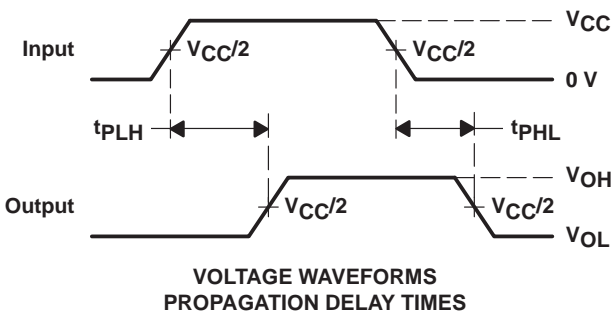 VCC
Input
VCC/2
VCC/2
0 V
tPLH
tPHL
VOH
Output
VCC/2
VCC/2
VOL
VOLTAGE WAVEFORMS
PROPAGATION DELAY TIMES